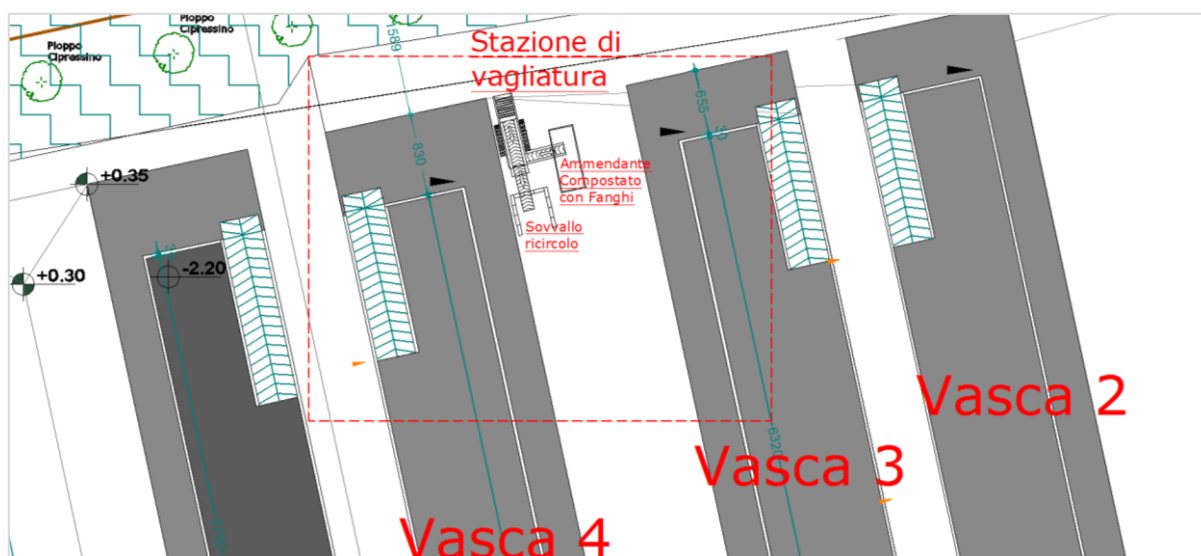 Pioppo
Cipressino
Pioppo
Cipressino
589
Stazione di
vagliatura
655
30
830
Ammendante
Compostato
con Fanghi
+0.35
Sovvallo
ricircolo
-2.20
+0.30
Vasca 2
6320
Vasca 3
Vasca 4